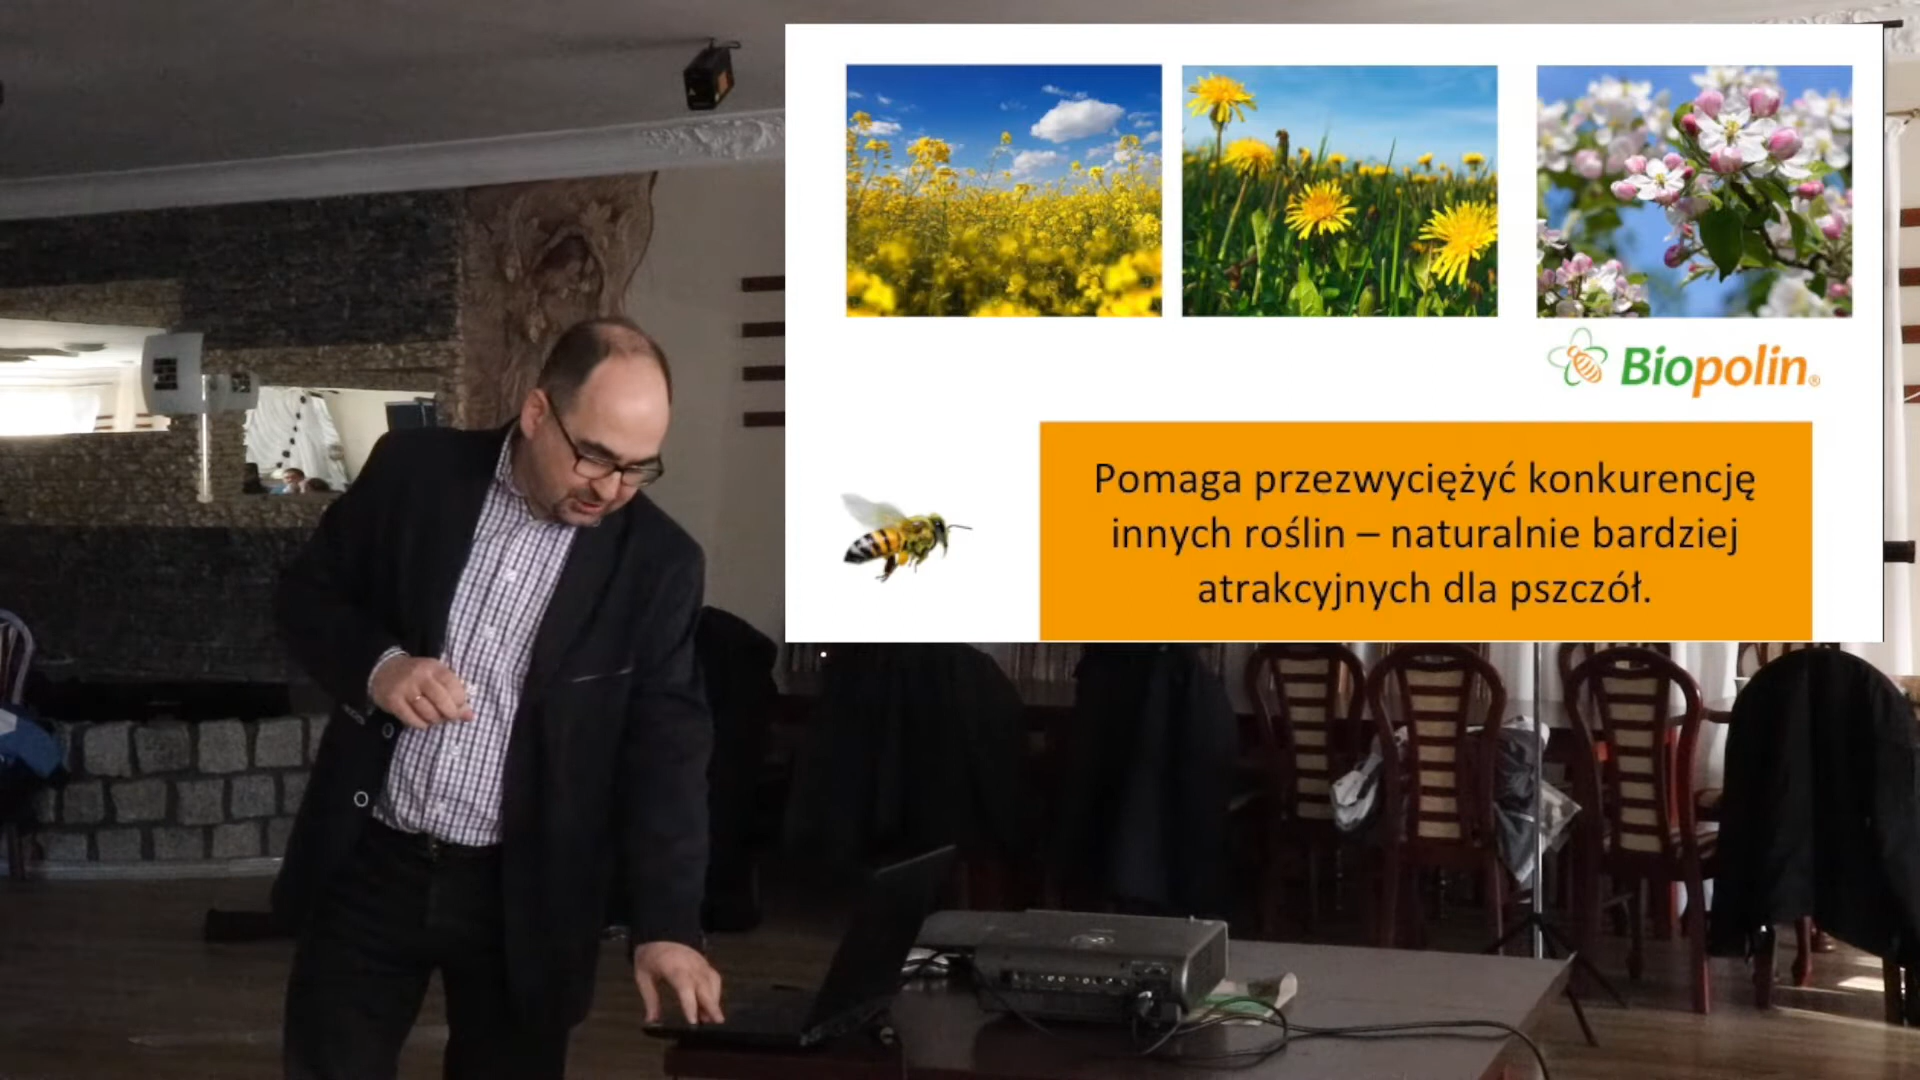 Biopolin®
Pomaga przezwyciężyć konkurencję
innych roślin – naturalnie bardziej
atrakcyjnych dla pszczół.